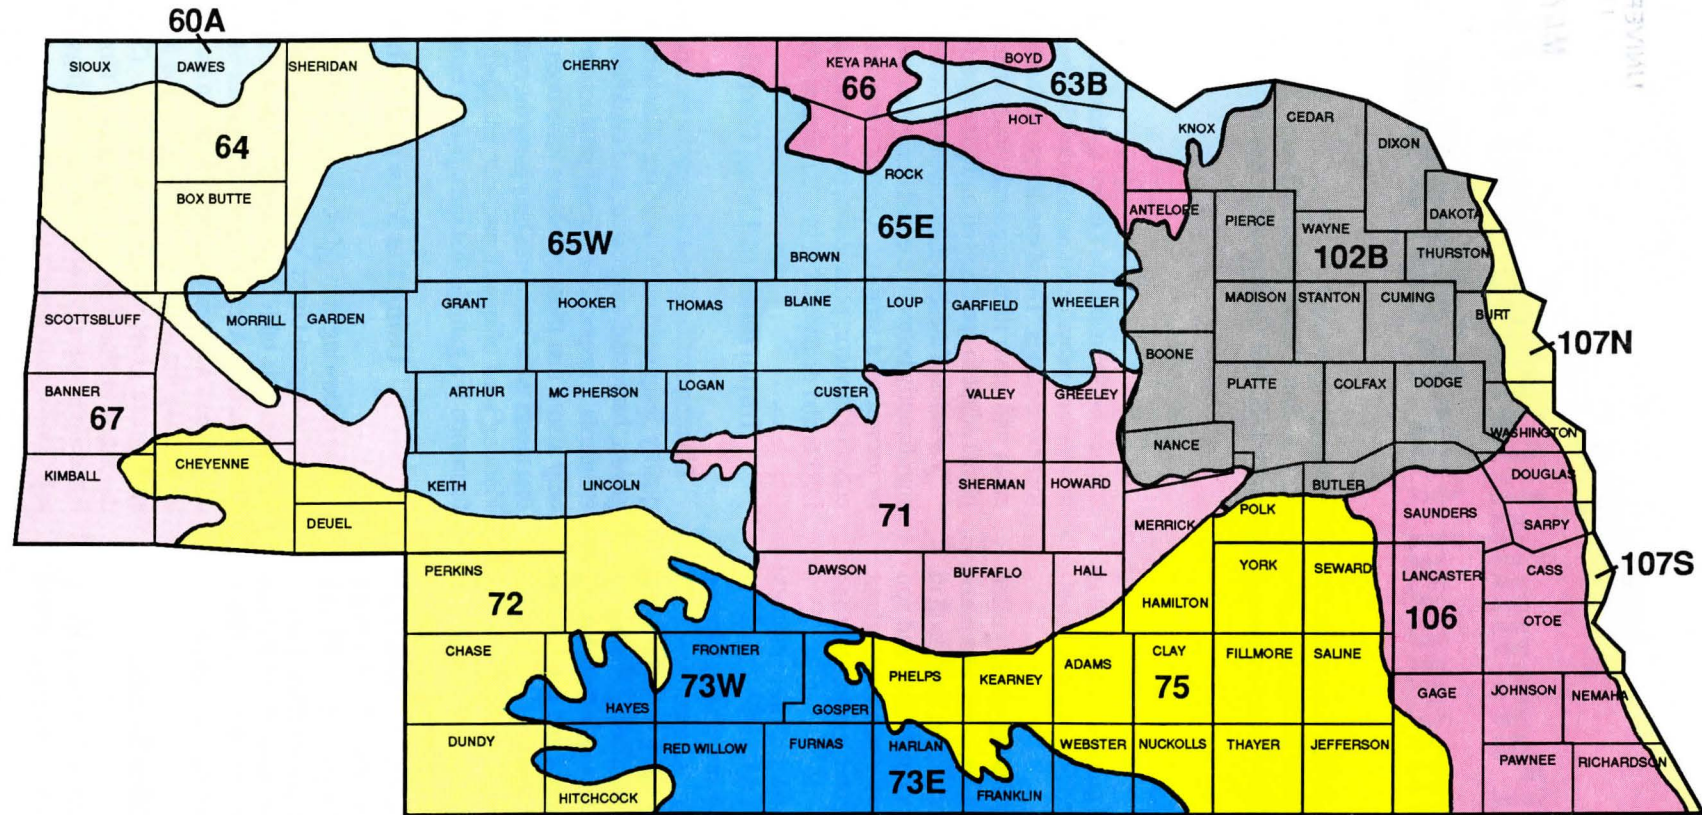 60A
SIOUX DAWES SHERIDAN CHERRY KEYA PAHA BOYD
66 63B
HOLT
KNOX CEDAR
DIXON
64
BOX BUTTE
ROCK
ANTELOPE PIERCE WAYNE DAKOTA
65W 65E
BROWN
102B THURSTON
SCOTTSBLUFF MORRILL GARDEN GRANT HOOKER THOMAS BLAINE LOUP GARFIELD WHEELER MADISON STANTON CUMING BURT
107N
BOONE
BANNER ARTHUR MC PHERSON LOGAN CUSTER VALLEY GREELEY PLATTE COLFAX DODGE
67
WASHINGTON
NANCE
KIMBALL CHEYENNE KEITH LINCOLN SHERMAN HOWARD BUTLER DOUGLAS
DEUEL 71 MERRICK POLK SAUNDERS SARPY
PERKINS DAWSON BUFFAFLO HALL YORK SEWARD LANCASTER CASS
107S
72 HAMILTON 106 OTOE
CHASE FRONTIER PHELPS KEARNEY ADAMS CLAY FILLMORE SALINE
73W 75
HAYES GOSPER GAGE JOHNSON NEMAHA
DUNDY RED WILLOW FURNAS HARLAN WEBSTER NUCKOLLS THAYER JEFFERSON
73E PAWNEE RICHARDSON
HITCHCOCK FRANKLIN